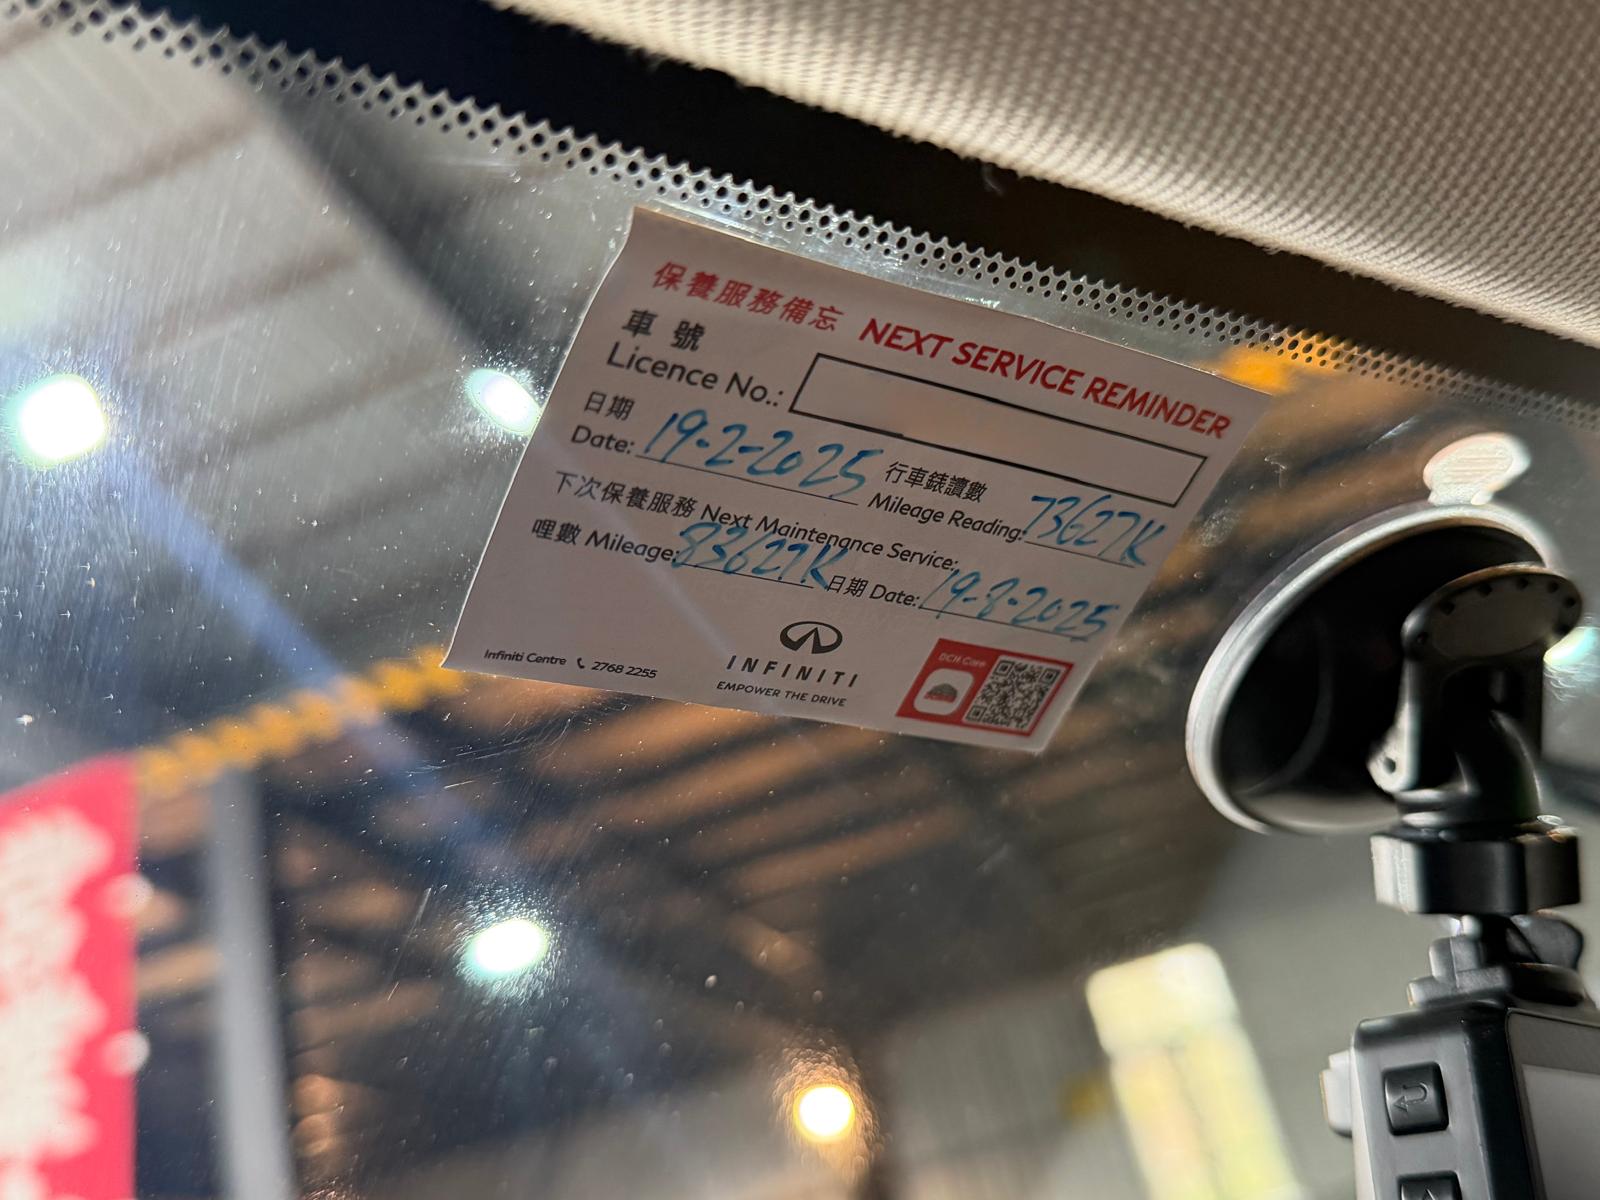 保養服務備忘 NEXT SERVICE REMINDER
車 號
Licence No.:
日期 行車錶讀數
Date: 19-2-2025 Mileage Reading: 73627K
下次保養服務 Next Maintenance Service:
哩數 Mileage: 83627K 日期 Date: 19-8-2025
Infiniti Centre 2768 2255
INFINITI
EMPOWER THE DRIVE
DCH Care